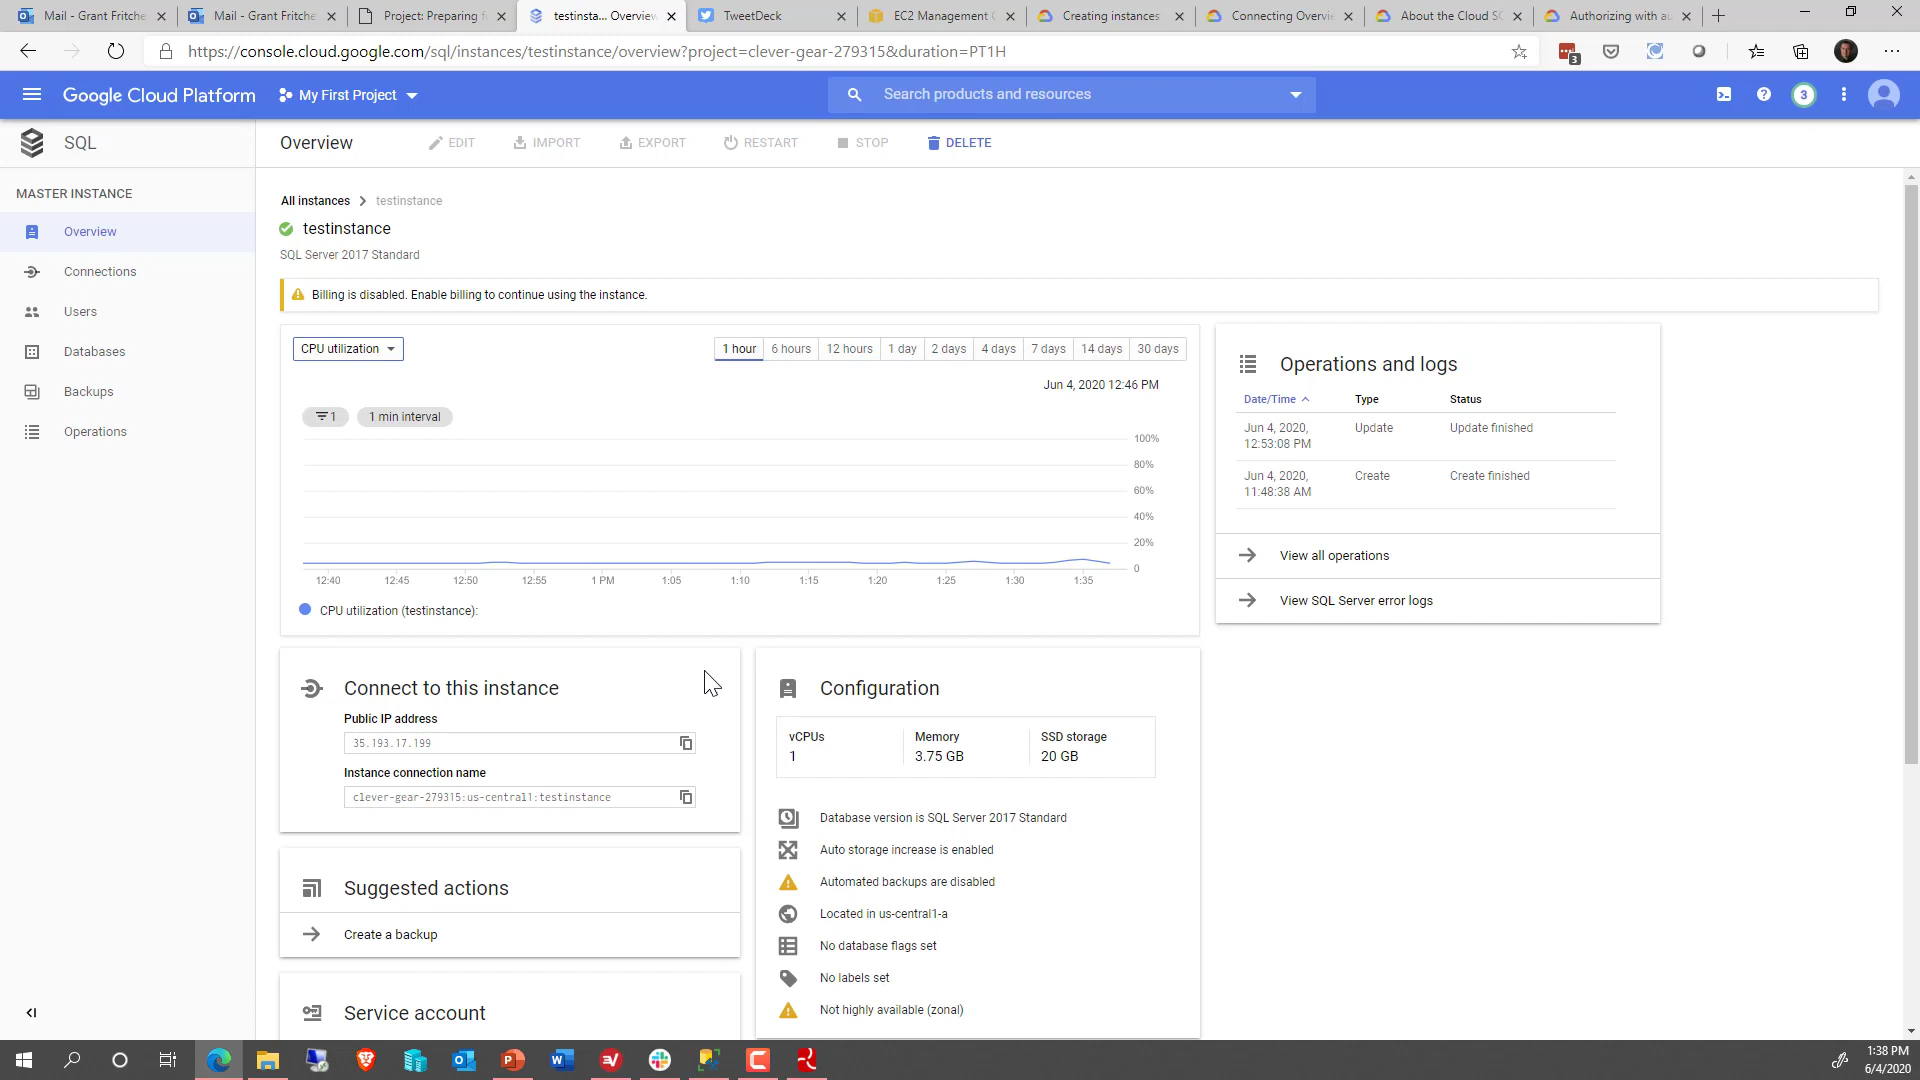 Mail - Grant Fritche
Mail - Grant Fritche
Project: Preparing f
testinsta... Overview
TweetDeck
EC2 Management C
Creating instances
Connecting Overvie
About the Cloud SQ
Authorizing with au
https://console.cloud.google.com/sql/instances/testinstance/overview?project=clever-gear-279315&duration=PT1H
3
Google Cloud Platform
My First Project
Search products and resources
3
SQL
Overview
EDIT
IMPORT
EXPORT
RESTART
STOP
DELETE
MASTER INSTANCE
Overview
Connections
Users
Databases
Backups
Operations
All instances
testinstance
testinstance
SQL Server 2017 Standard
Billing is disabled. Enable billing to continue using the instance.
CPU utilization
1 hour
6 hours
12 hours
1 day
2 days
4 days
7 days
14 days
30 days
Jun 4, 2020 12:46 PM
1
1 min interval
100%
80%
60%
40%
20%
0
12:40
12:45
12:50
12:55
1 PM
1:05
1:10
1:15
1:20
1:25
1:30
1:35
CPU utilization (testinstance):
Operations and logs
Date/Time
Type
Status
Jun 4, 2020, 12:53:08 PM
Update
Update finished
Jun 4, 2020, 11:48:38 AM
Create
Create finished
View all operations
View SQL Server error logs
Connect to this instance
Public IP address
35.193.17.199
Instance connection name
clever-gear-279315:us-central1:testinstance
Suggested actions
Create a backup
Service account
Configuration
vCPUs
1
Memory
3.75 GB
SSD storage
20 GB
Database version is SQL Server 2017 Standard
Auto storage increase is enabled
Automated backups are disabled
Located in us-central1-a
No database flags set
No labels set
Not highly available (zonal)
1:38 PM
6/4/2020